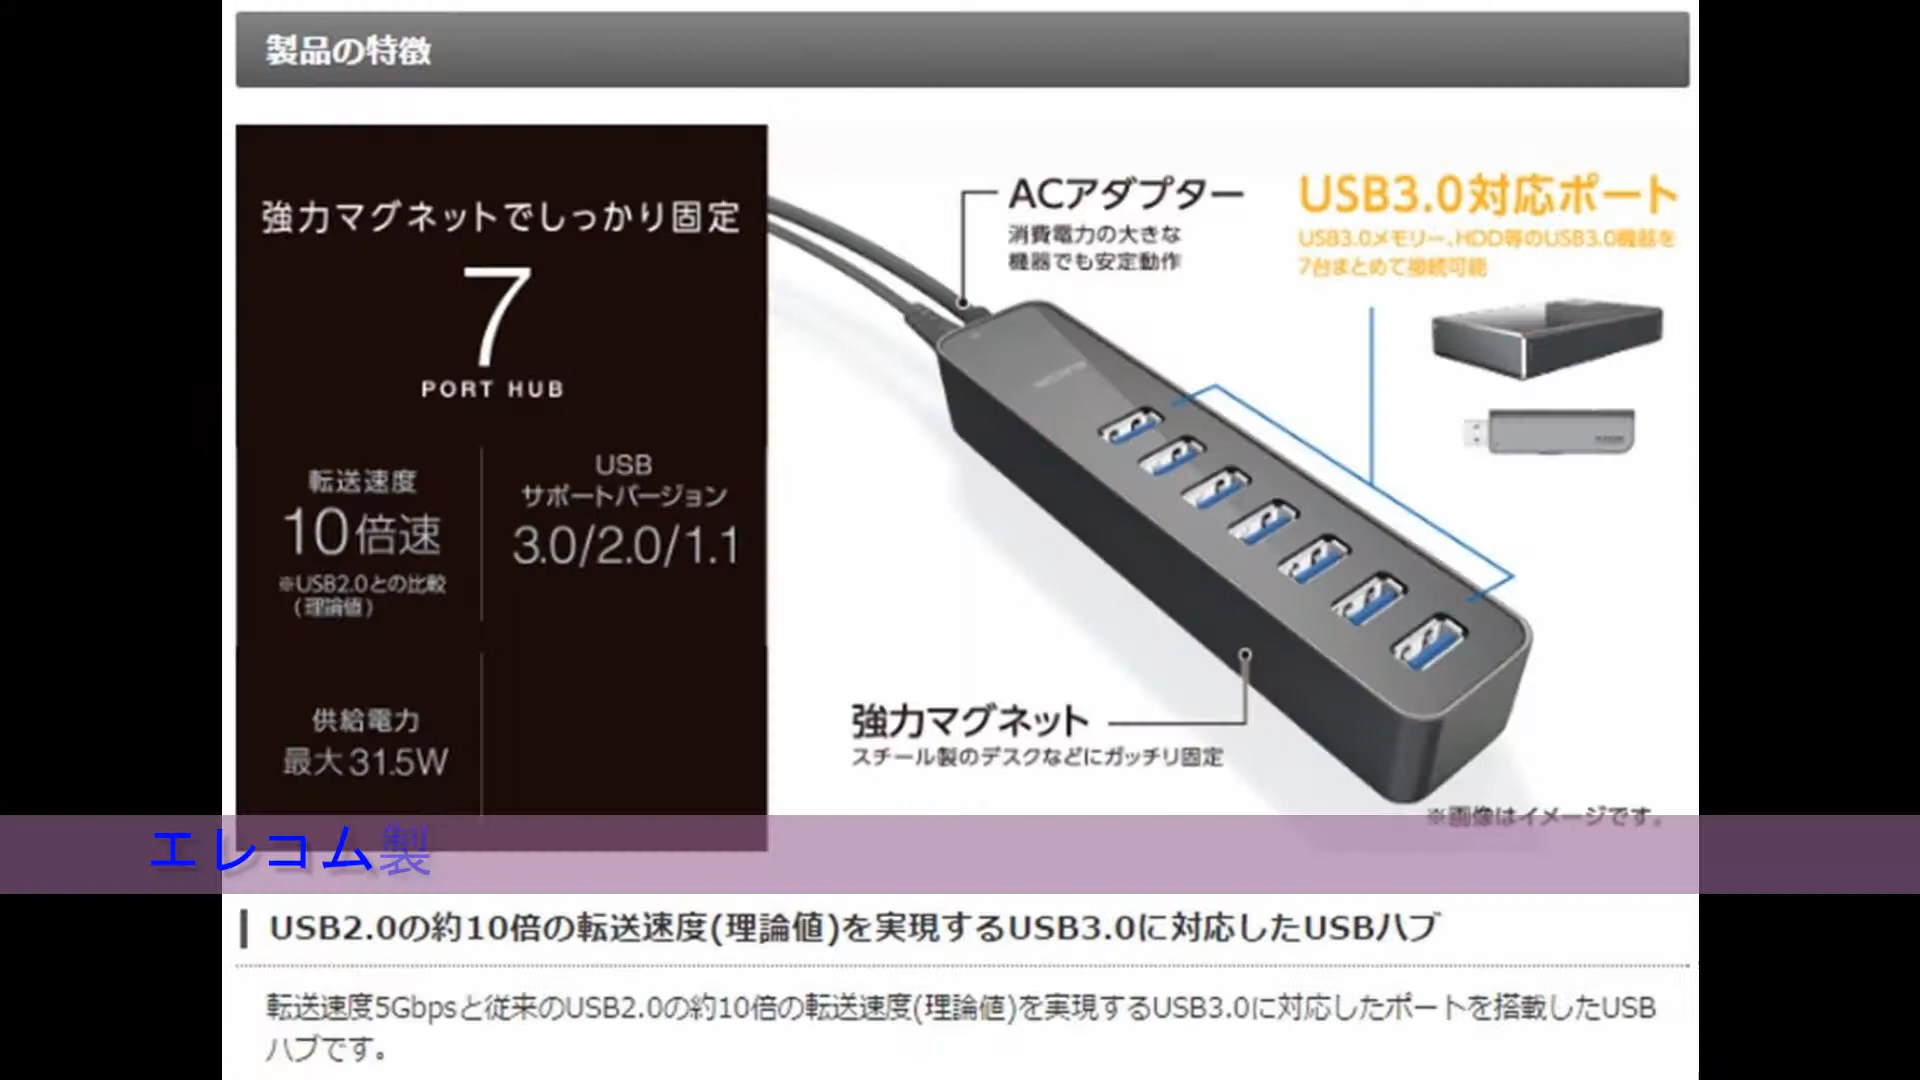 製品の特徴
強力マグネットでしっかり固定
7
PORT HUB
転送速度
10倍速
※USB2.0との比較
(理論値)
USB
サポートバージョン
3.0/2.0/1.1
供給電力
最大31.5W
ACアダプター
消費電力の大きな
機器でも安定動作
USB3.0対応ポート
USB3.0メモリー、HDD等のUSB3.0機器を
7台まとめて接続可能
強力マグネット
スチール製のデスクなどにガッチリ固定
※画像はイメージです。
エレコム製
USB2.0の約10倍の転送速度(理論値)を実現するUSB3.0に対応したUSBハブ
転送速度5Gbpsと従来のUSB2.0の約10倍の転送速度(理論値)を実現するUSB3.0に対応したポートを搭載したUSB
ハブです。